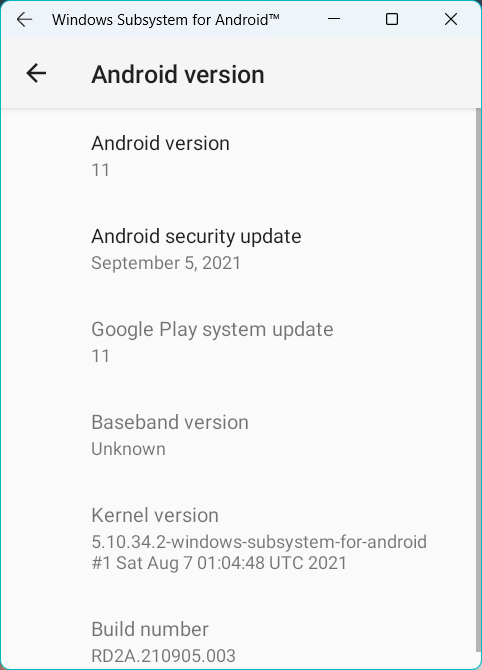 Windows Subsystem for Android™
Android version
Android version
11
Android security update
September 5, 2021
Google Play system update
11
Baseband version
Unknown
Kernel version
5.10.34.2-windows-subsystem-for-android
#1 Sat Aug 7 01:04:48 UTC 2021
Build number
RD2A.210905.003